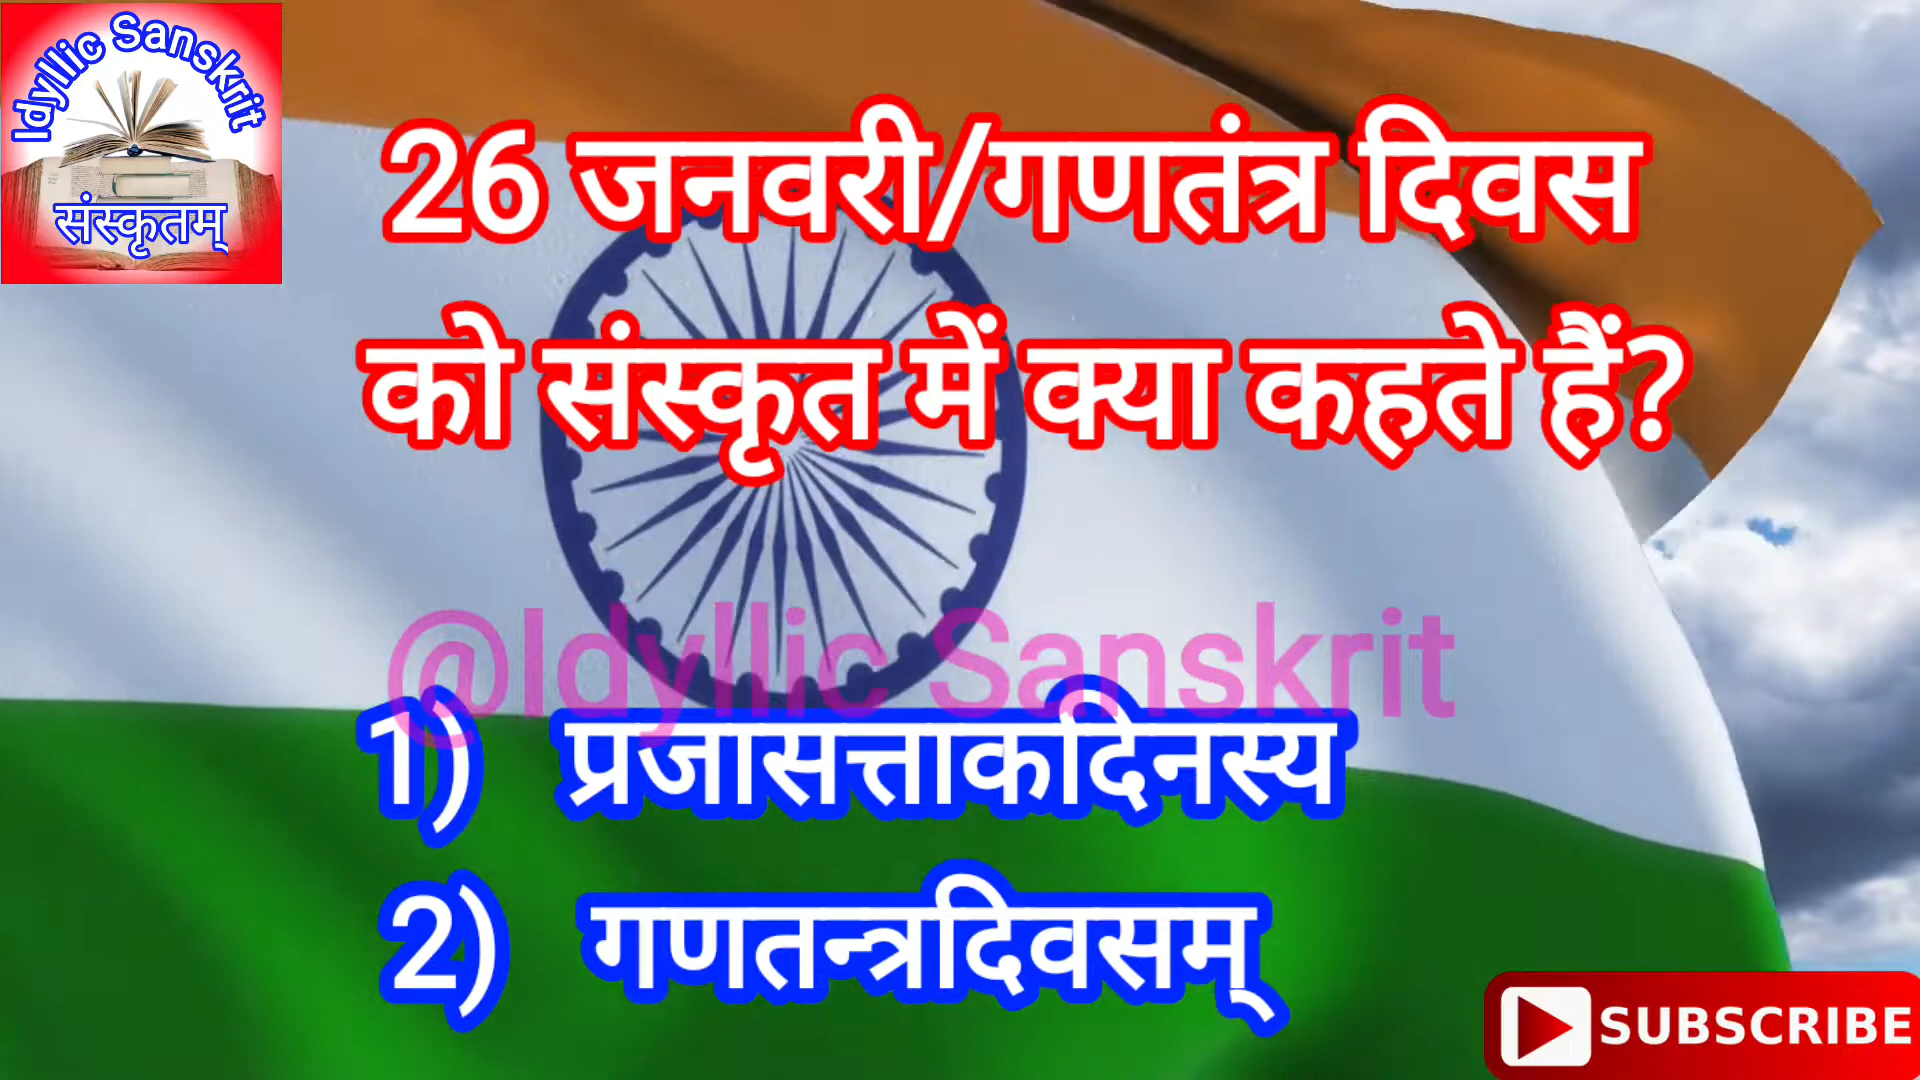 Idyllic Sanskrit
संस्कृतम्
26 जनवरी/गणतंत्र दिवस
को संस्कृत में क्या कहते हैं?
@Idyllic Sanskrit
1) प्रजासत्ताकदिनस्य
2) गणतन्त्रदिवसम्
SUBSCRIBE